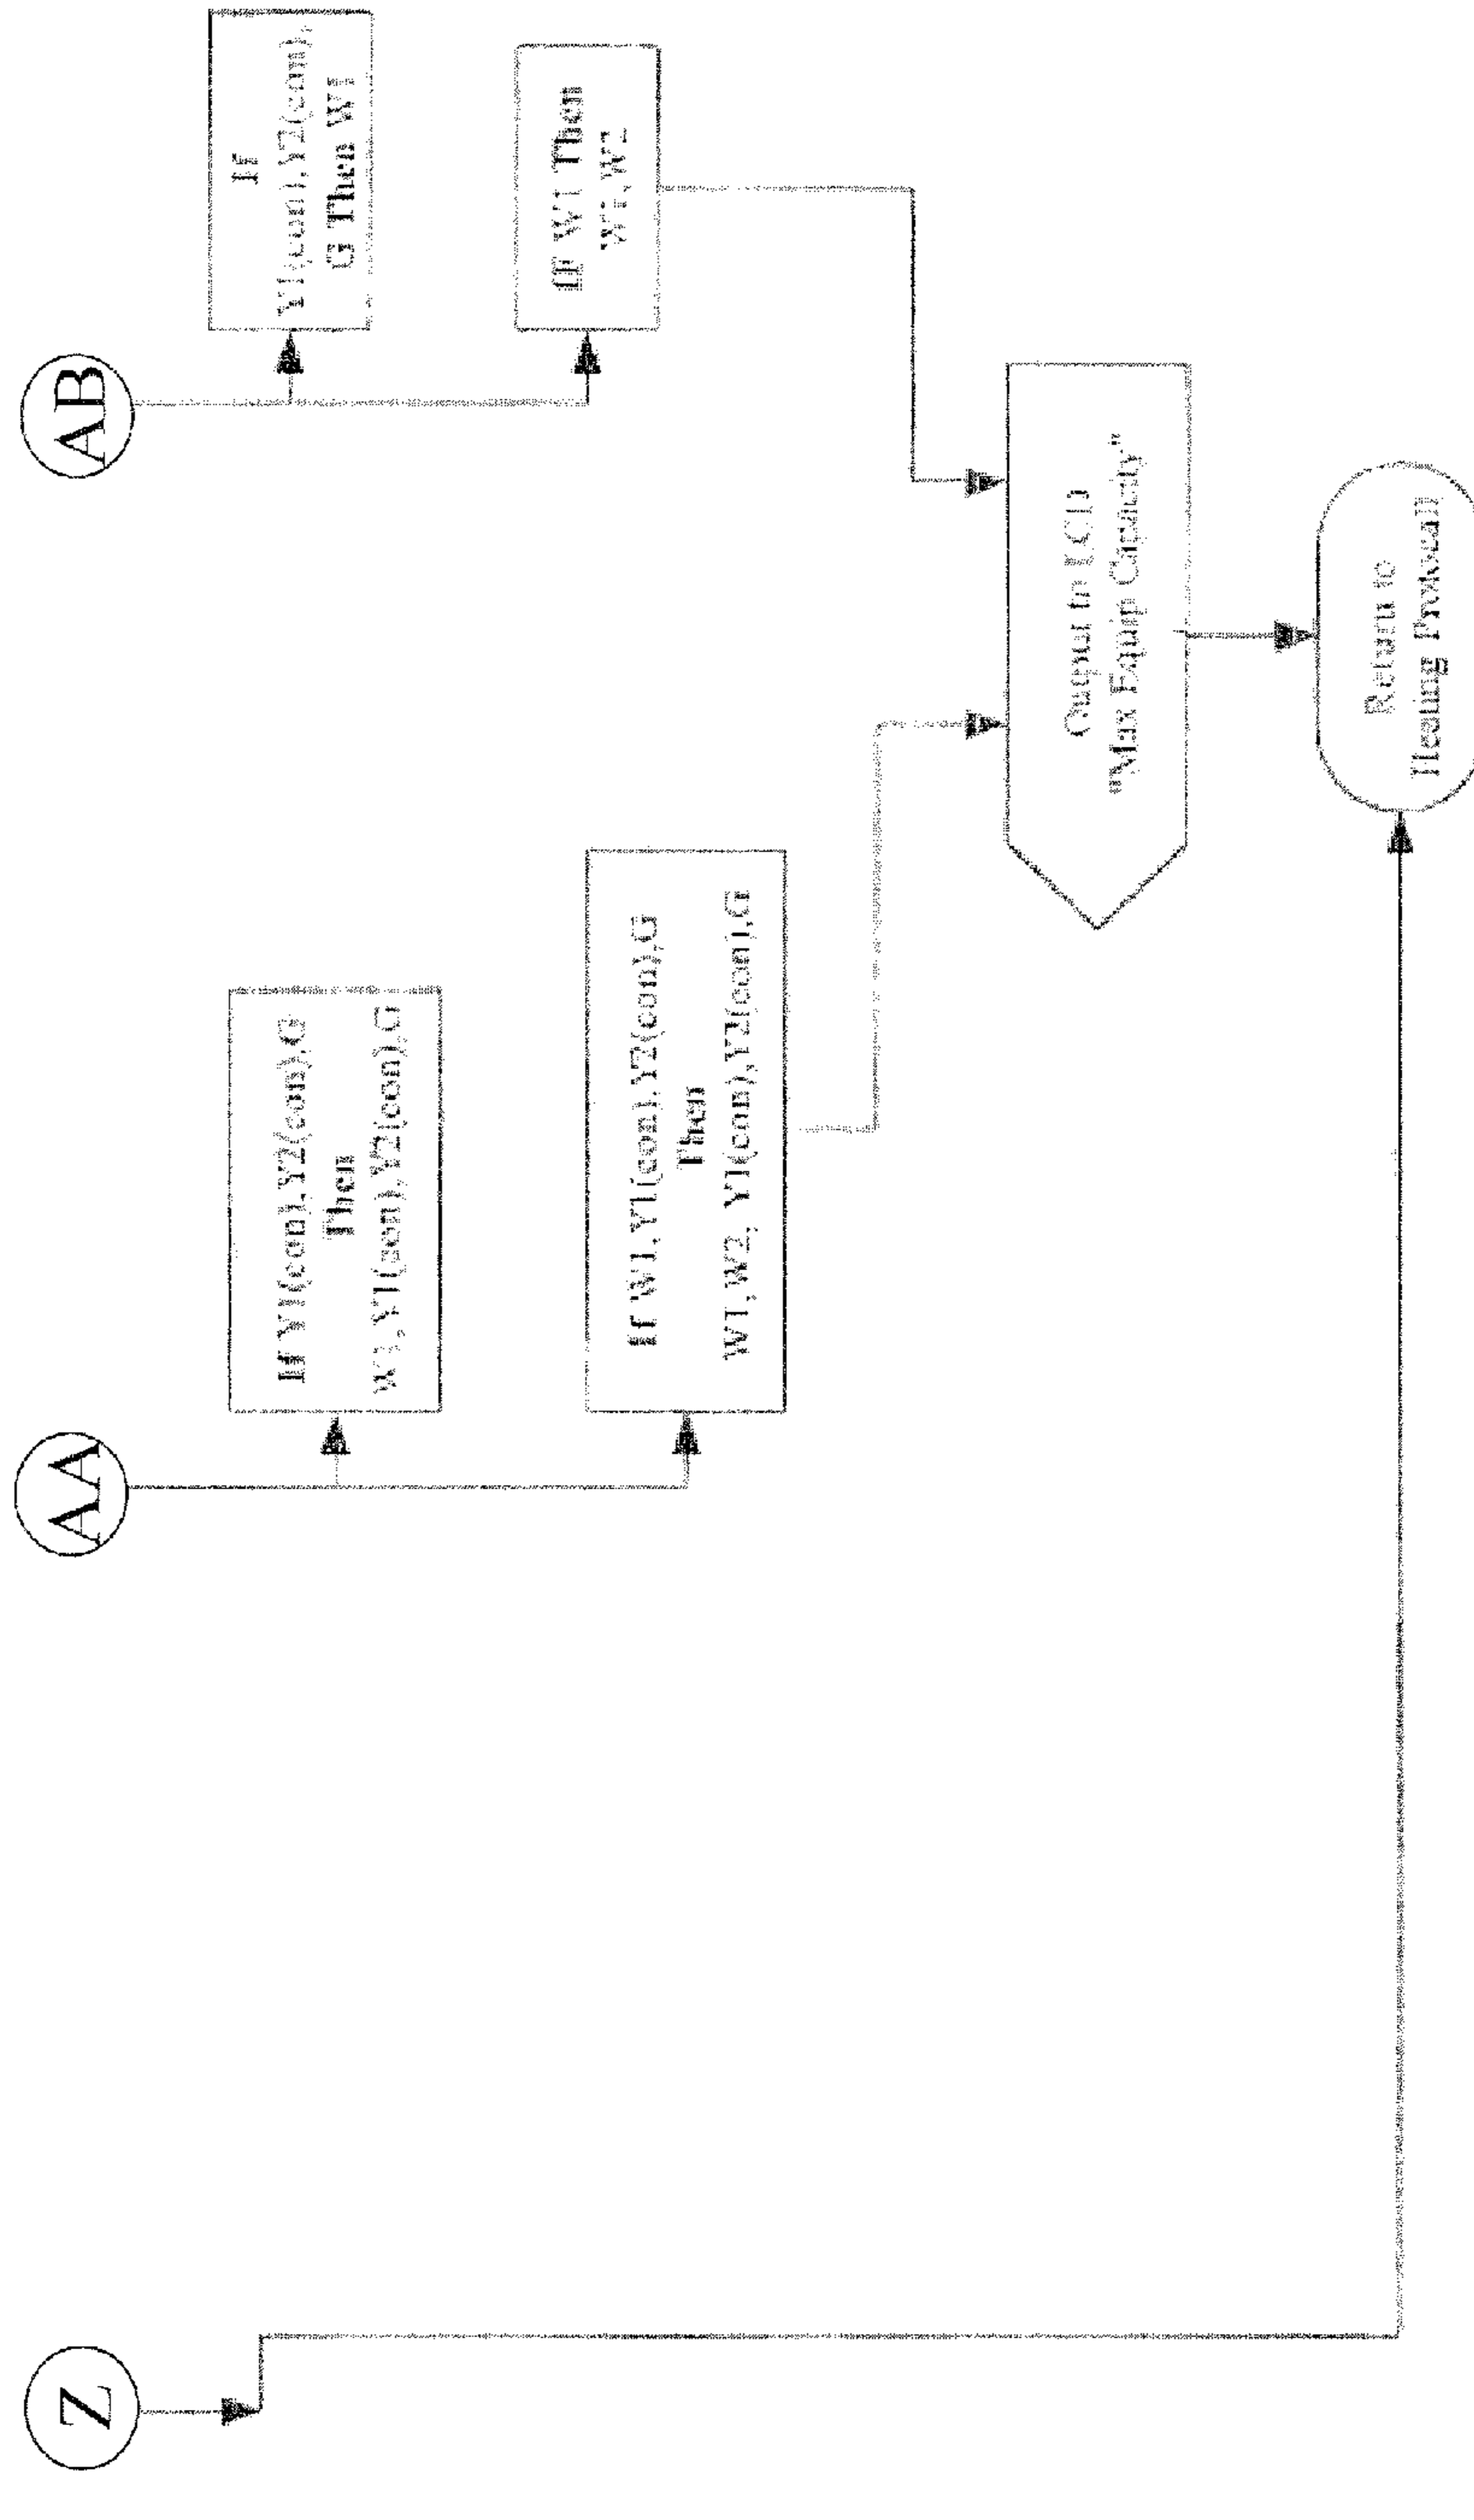 Z
AA
If Y1(con),Y2(con),G
Then
W1,Y1(con),Y2(con),G
If W1,Y1(con),Y2(con),G
Then
W1,W2, Y1(con),Y2(con),G
AB
If
Y1(con),Y2(con),
G Then W1
IF W1 Then
W1,W2
Output to LCD
"Max Equip Capacity"
Return to
Heating Protocall